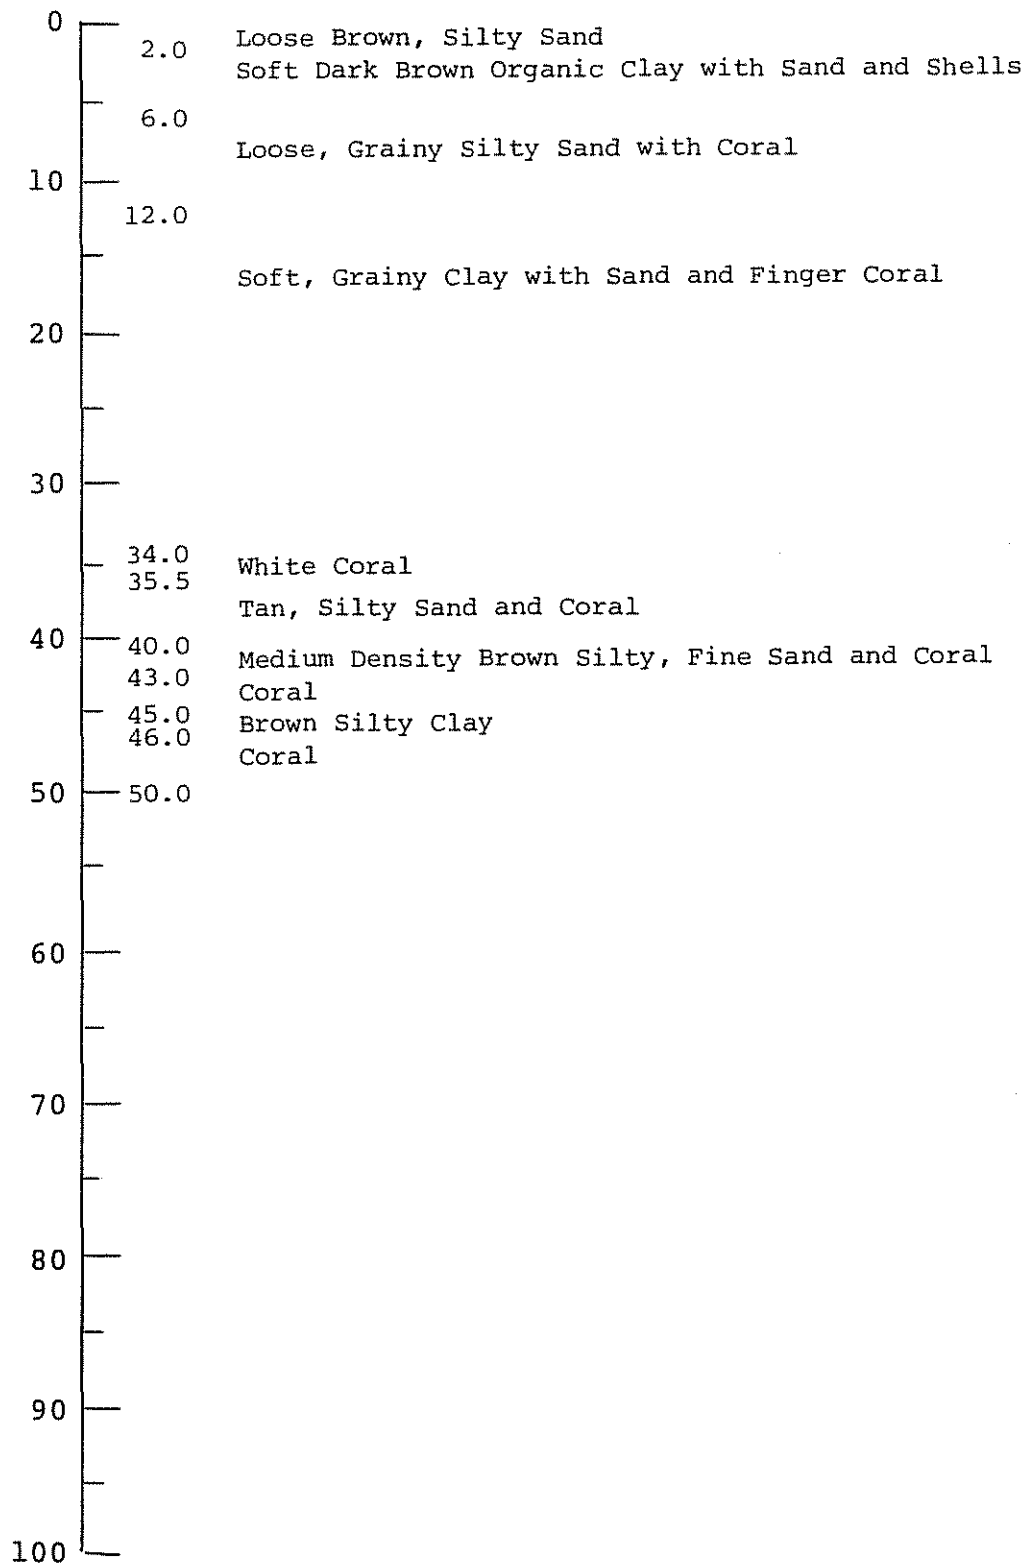 0
2.0 Loose Brown, Silty Sand
Soft Dark Brown Organic Clay with Sand and Shells
6.0
Loose, Grainy Silty Sand with Coral
10
12.0
Soft, Grainy Clay with Sand and Finger Coral
20
30
34.0
White Coral
35.5
Tan, Silty Sand and Coral
40 40.0
Medium Density Brown Silty, Fine Sand and Coral
43.0
Coral
45.0
Brown Silty Clay
46.0
Coral
50 50.0
60
70
80
90
100